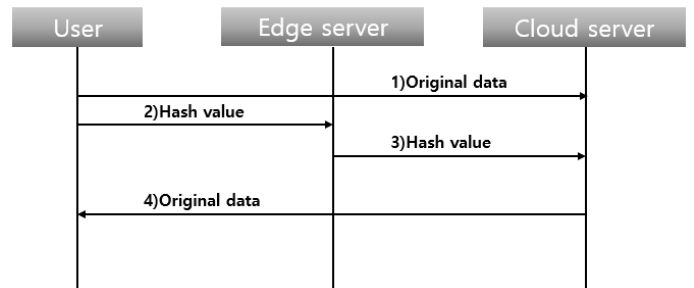 User
Edge server
Cloud server
1)Original data
2)Hash value
3)Hash value
4)Original data